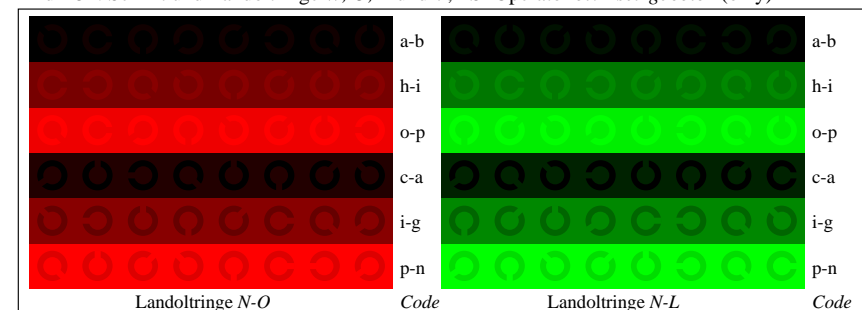 a-b a-b
h-i h-i
o-p o-p
c-a c-a
i-g i-g
p-n p-n
Landoltringe N-O Code Landoltringe N-L Code